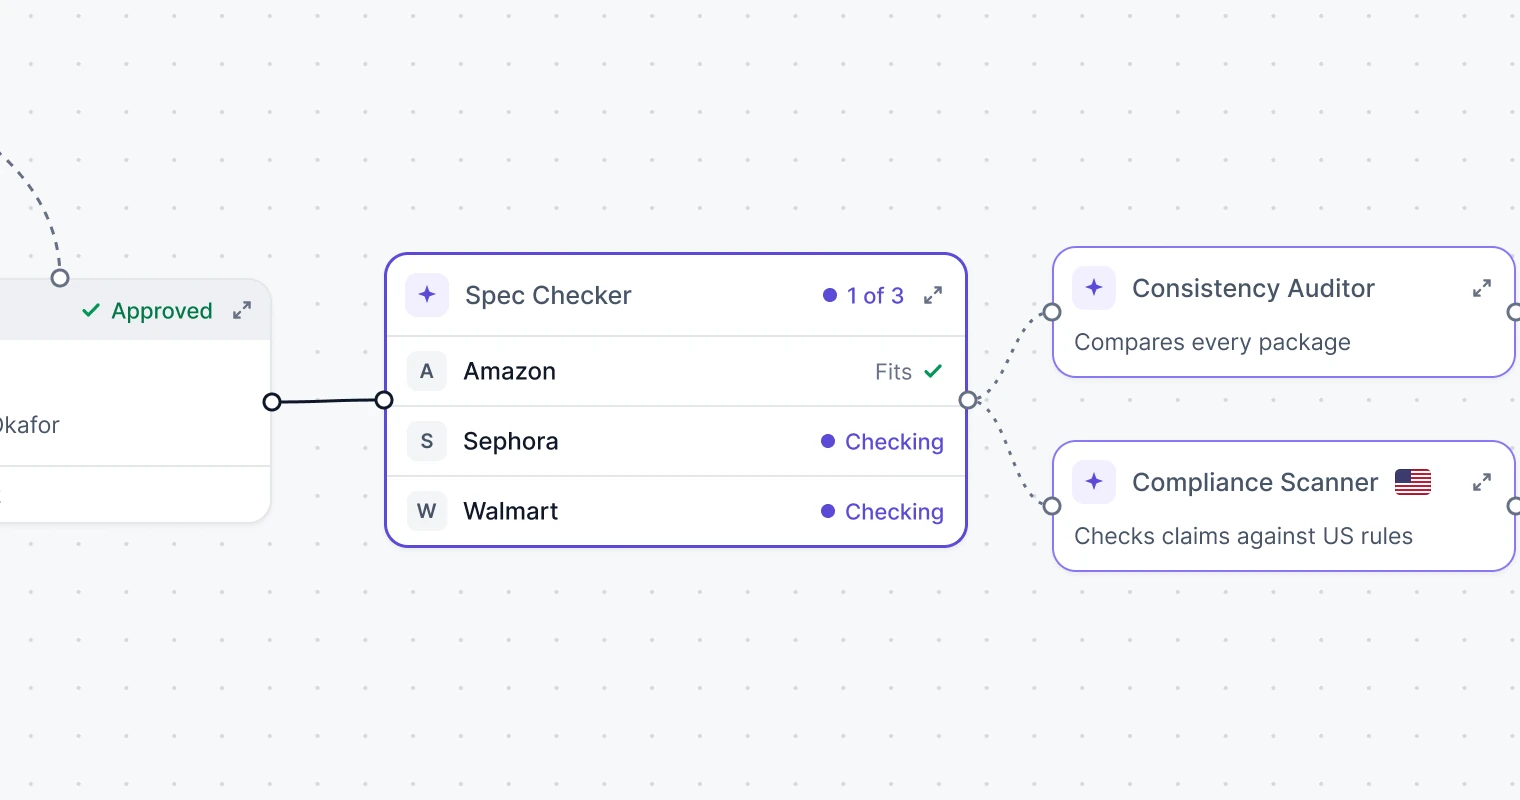 Approved
Spec Checker
1 of 3
A Amazon Fits
S Sephora Checking
W Walmart Checking
Consistency Auditor
Compares every package
Compliance Scanner
Checks claims against US rules